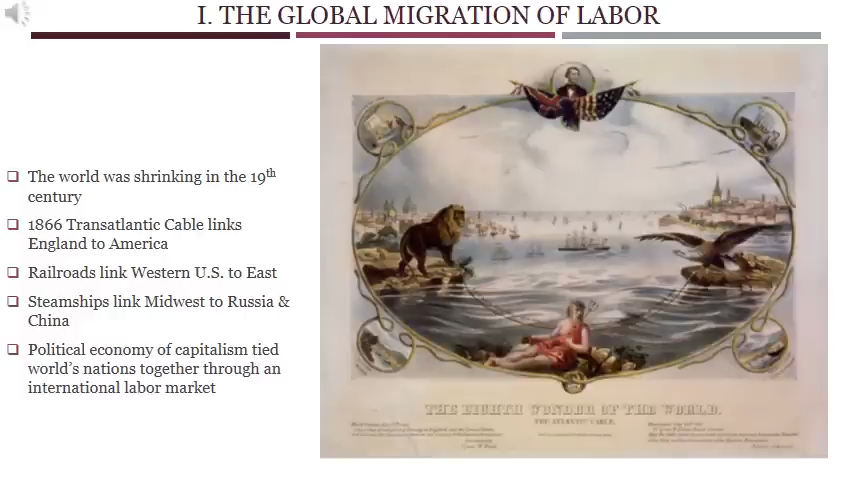 I. THE GLOBAL MIGRATION OF LABOR
The world was shrinking in the 19th
century
1866 Transatlantic Cable links
England to America
Railroads link Western U.S. to East
Steamships link Midwest to Russia &
China
Political economy of capitalism tied
world's nations together through an
international labor market
THE EIGHTH WONDER OF THE WORLD.
THE ATLANTIC CABLE.